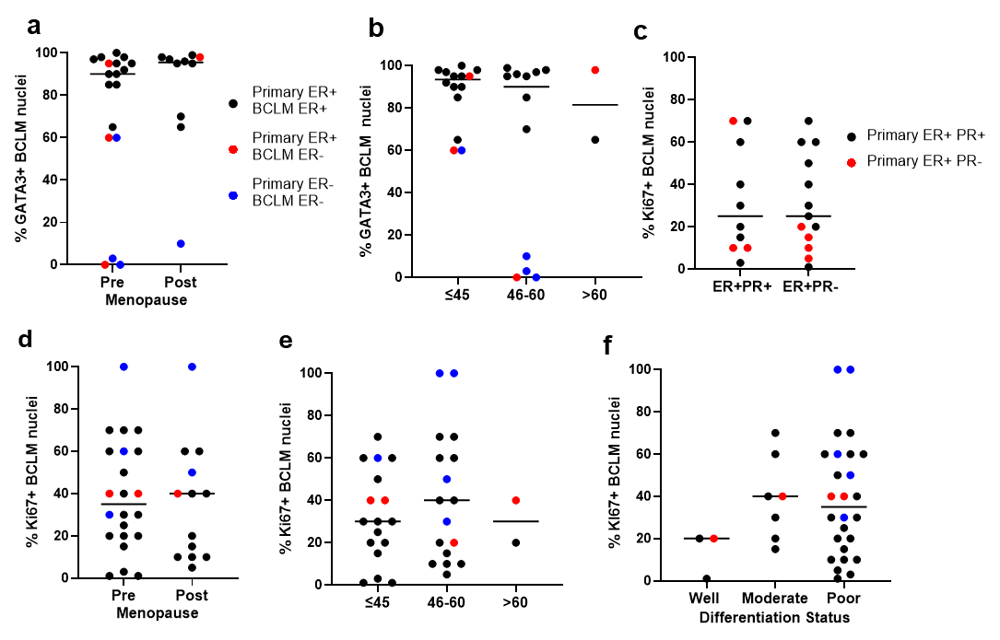 a
% GATA3+ BCLM nuclei
100
80
60
40
20
0
Pre
Post
Menopause
Primary ER+
BCLM ER+
Primary ER+
BCLM ER-
Primary ER-
BCLM ER-
b
% GATA3+ BCLM nuclei
100
80
60
40
20
0
≤45
46-60
>60
c
% Ki67+ BCLM nuclei
100
80
60
40
20
0
ER+PR+
ER+PR-
Primary ER+ PR+
Primary ER+ PR-
d
% Ki67+ BCLM nuclei
100
80
60
40
20
0
Pre
Post
Menopause
e
% Ki67+ BCLM nuclei
100
80
60
40
20
0
≤45
46-60
>60
f
% Ki67+ BCLM nuclei
100
80
60
40
20
0
Well
Moderate
Poor
Differentiation Status